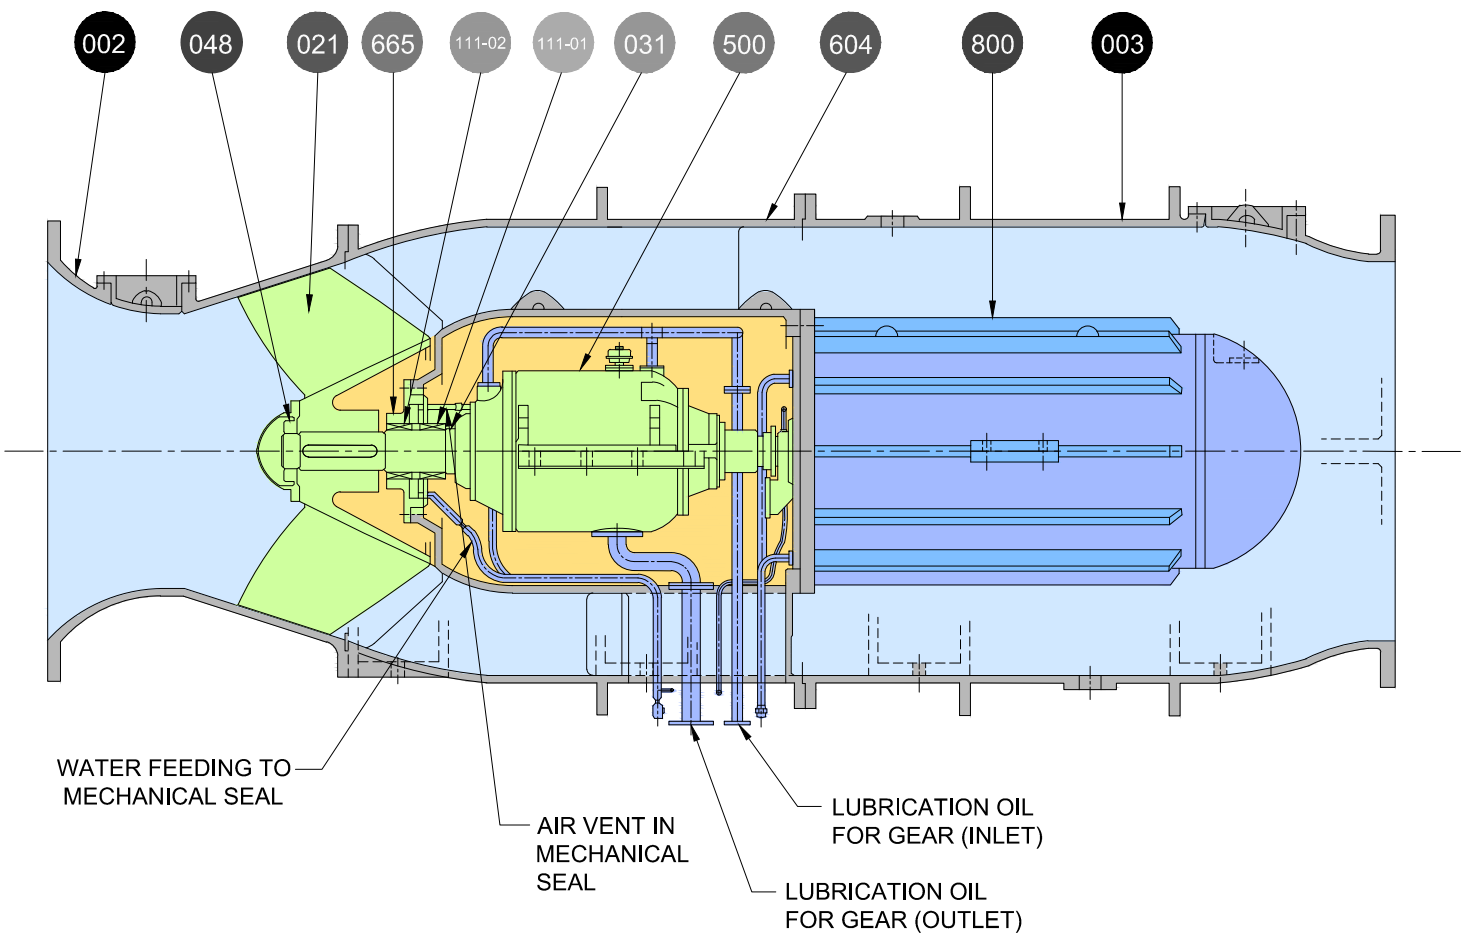 002 048 021 665 111-02 111-01 031 500 604 800 003
WATER FEEDING TO
MECHANICAL SEAL
AIR VENT IN
MECHANICAL
SEAL
LUBRICATION OIL
FOR GEAR (INLET)
LUBRICATION OIL
FOR GEAR (OUTLET)